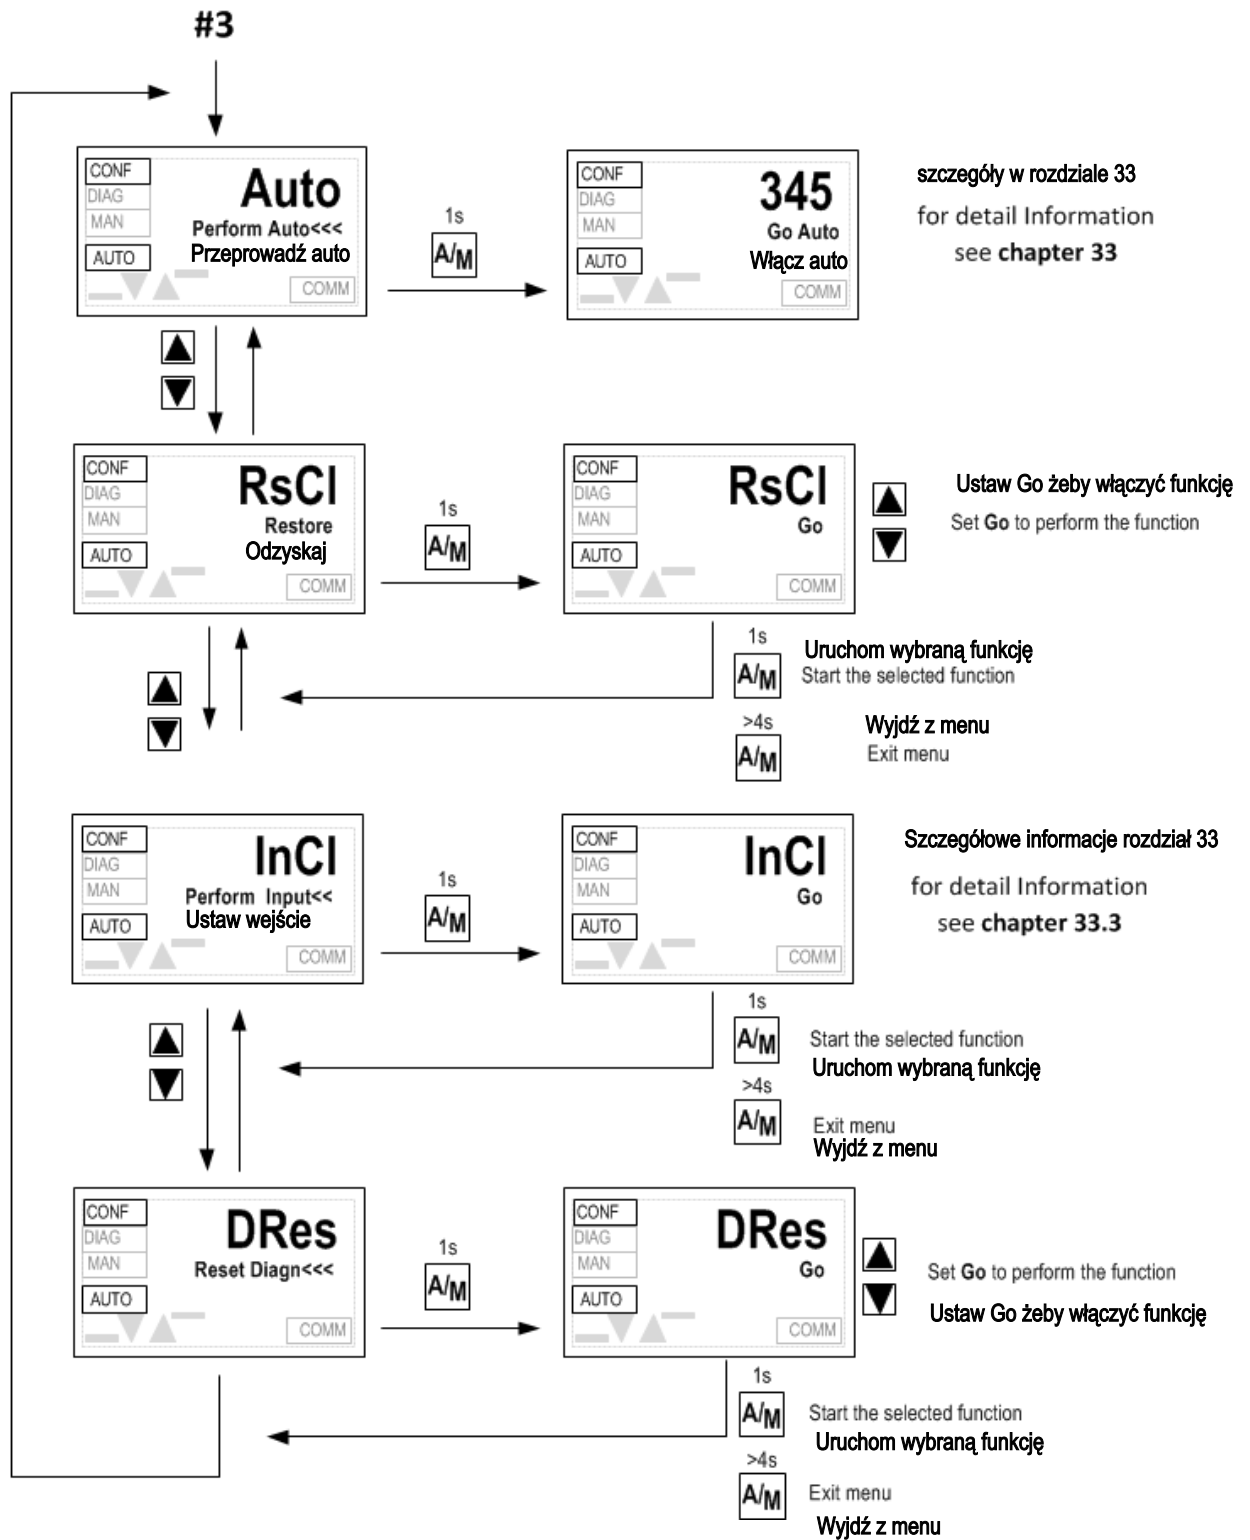 #3
CONF
DIAG
MAN
AUTO
Auto
Perform Auto<<<
Przeprowadź auto
COMM
1s
A/M
CONF
DIAG
MAN
AUTO
345
Go Auto
Włącz auto
COMM
szczegóły w rozdziale 33
for detail Information
see chapter 33
CONF
DIAG
MAN
AUTO
RsCl
Restore
Odzyskaj
COMM
1s
A/M
CONF
DIAG
MAN
AUTO
RsCl
Go
COMM
Ustaw Go żeby włączyć funkcję
Set Go to perform the function
1s
A/M
Uruchom wybraną funkcję
Start the selected function
>4s
A/M
Wyjdź z menu
Exit menu
CONF
DIAG
MAN
AUTO
InCl
Perform Input<<
Ustaw wejście
COMM
1s
A/M
CONF
DIAG
MAN
AUTO
InCl
Go
COMM
Szczegółowe informacje rozdział 33
for detail Information
see chapter 33.3
1s
A/M
Start the selected function
Uruchom wybraną funkcję
>4s
A/M
Exit menu
Wyjdź z menu
CONF
DIAG
MAN
AUTO
DRes
Reset Diagn<<<
COMM
1s
A/M
CONF
DIAG
MAN
AUTO
DRes
Go
COMM
Set Go to perform the function
Ustaw Go żeby włączyć funkcję
1s
A/M
Start the selected function
Uruchom wybraną funkcję
>4s
A/M
Exit menu
Wyjdź z menu